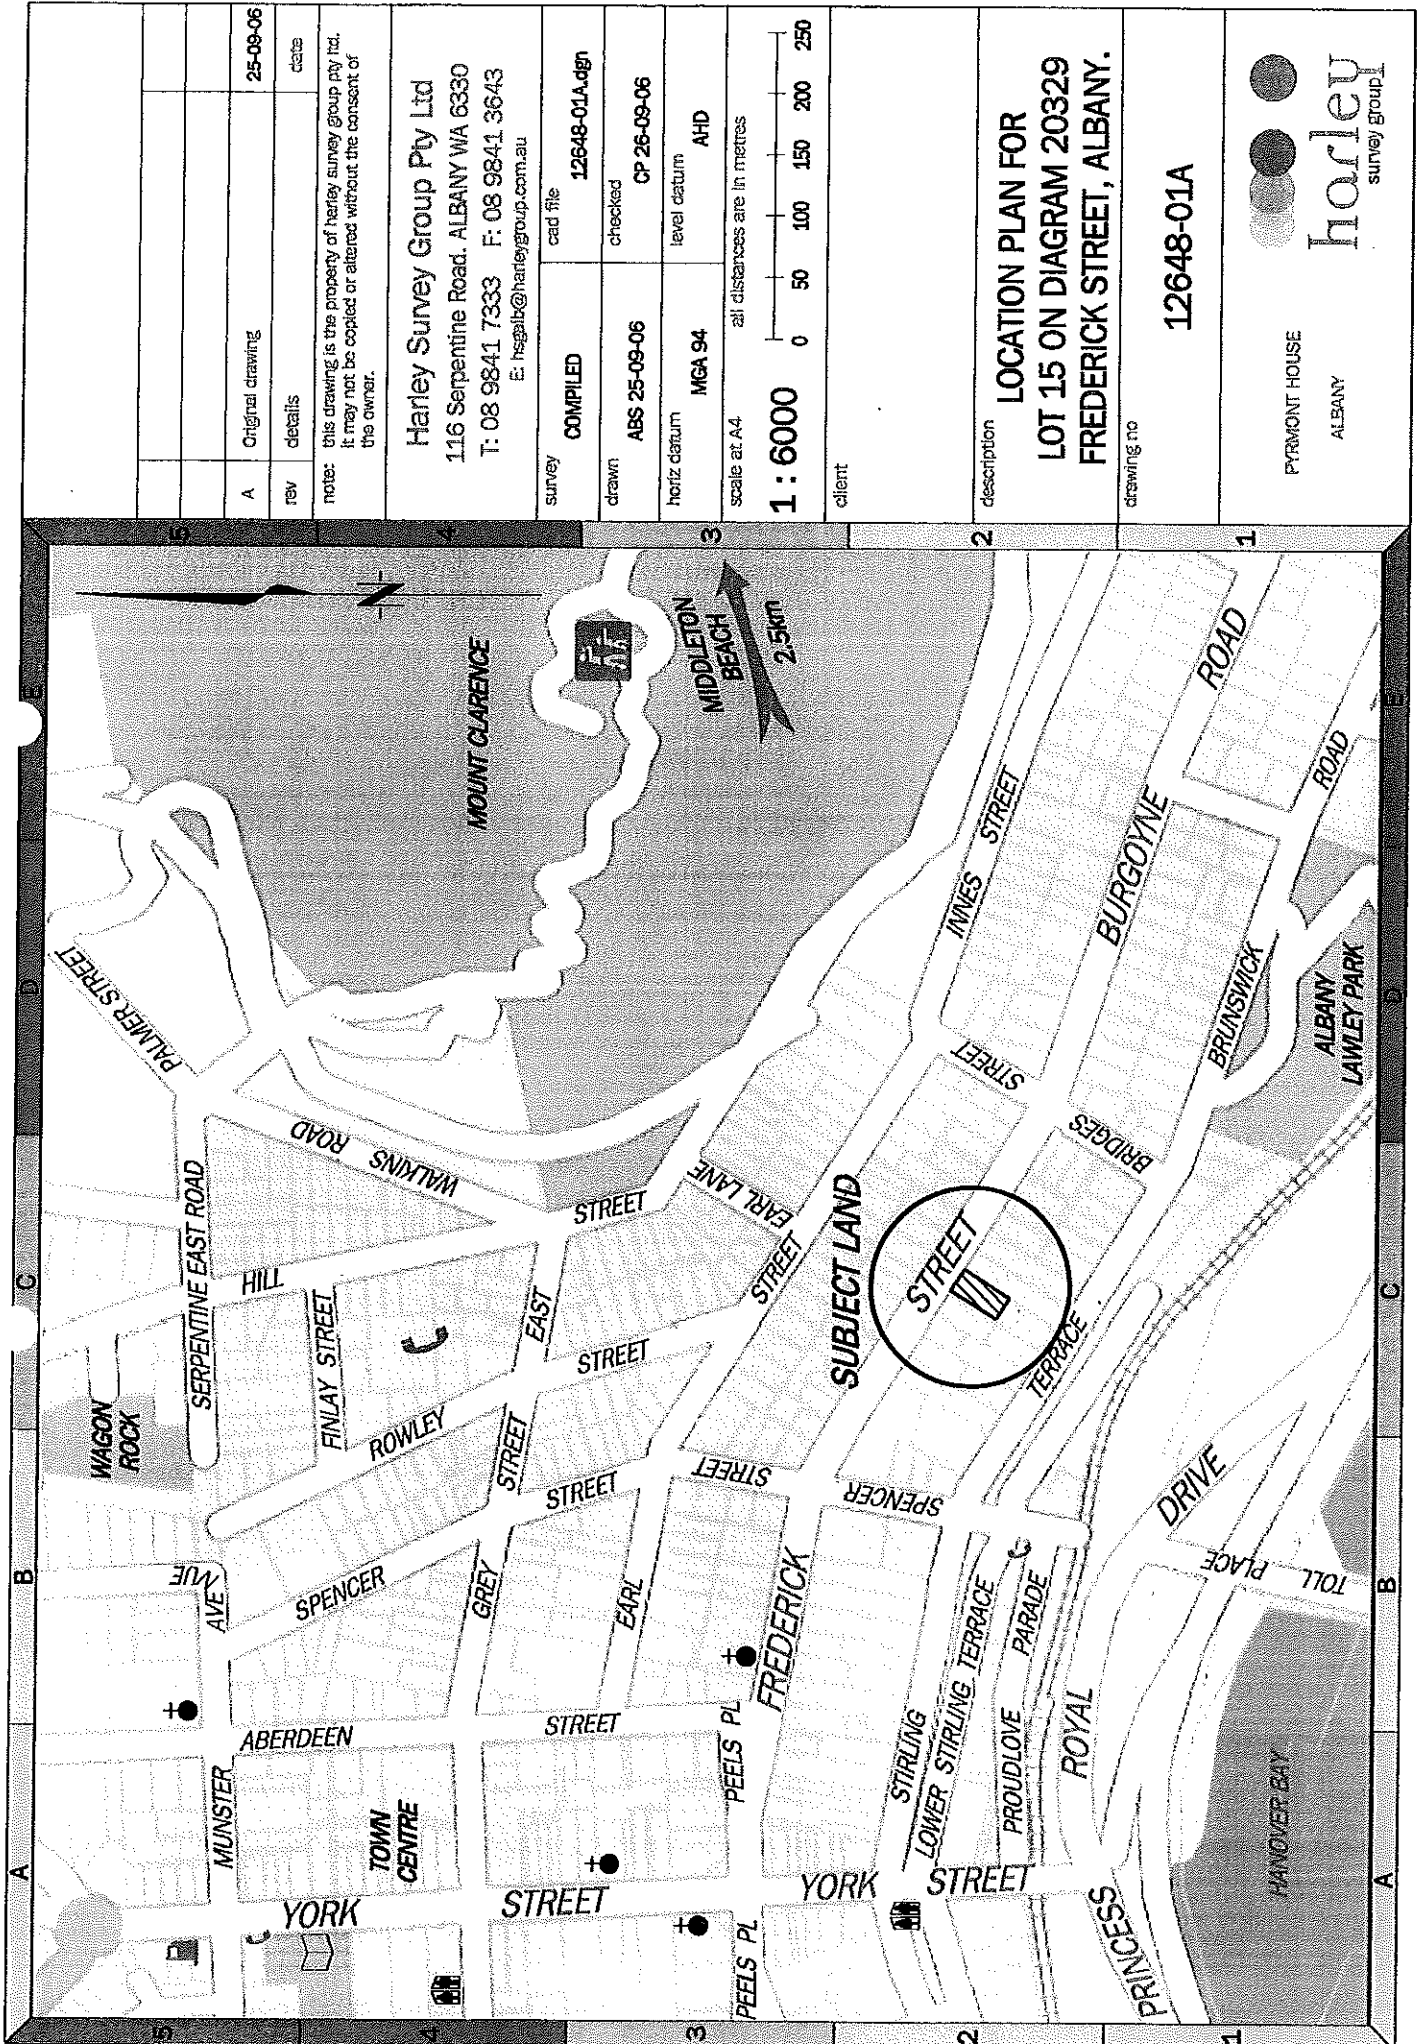 A
B
C
D
E
5
4
3
2
1
PALMER STREET
WAGON
ROCK
SERPENTINE EAST ROAD
WALKINS ROAD
HILL
STREET
FINLAY STREET
ROWLEY
STREET
AVE NUE
MUNSTER
SPENCER
STREET
STREET
ABERDEEN
STREET
TOWN
CENTRE
YORK
STREET
YORK
STREET
GREY
STREET
EAST
EARL
STREET
EARL LANE
PEELS PL
PEELS PL
FREDERICK
STREET
SPENCER
SUBJECT LAND
MOUNT CLARENCE
MIDDLETON
BEACH
2.5km
N
INNES STREET
BURGOYNE
ROAD
BRIDGES
STREET
BRUNSWICK
ROAD
ALBANY
LAWLEY PARK
STIRLING
TERRACE
LOWER STIRLING TERRACE
PROUDLOVE
PARADE
PRINCESS
ROYAL
DRIVE
TOLL
PLACE
HANOVER BAY
A
B
C
D
E
5
4
3
2
1
A Original drawing 25-09-06
rev details date
note: this drawing is the property of harley survey group pty ltd.
it may not be copied or altered without the consent of
the owner.
Harley Survey Group Pty Ltd
116 Serpentine Road. ALBANY WA 6330
T: 08 9841 7333 F: 08 9841 3643
E: hsgalb@harleygroup.com.au
survey COMPILED
cad file 12648-01A.dgn
drawn ABS 25-09-06
checked CP 26-09-06
horiz datum MGA 94
level datum AHD
scale at A4 all distances are in metres
1 : 6000
0 50 100 150 200 250
client
description
LOCATION PLAN FOR
LOT 15 ON DIAGRAM 20329
FREDERICK STREET, ALBANY.
drawing no
12648-01A
PYRMONT HOUSE
ALBANY
harley
survey group